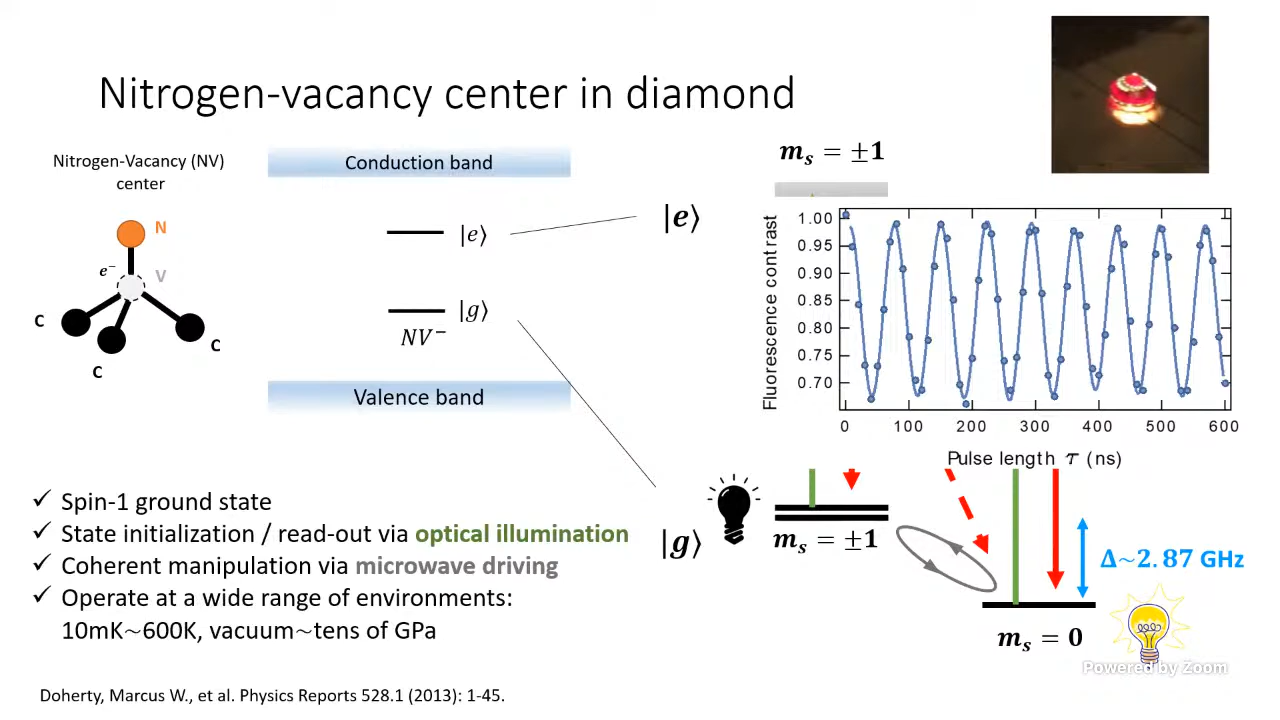 Nitrogen-vacancy center in diamond
Nitrogen-Vacancy (NV)
center
N
e⁻
V
C
C
C
Conduction band
|e⟩
|g⟩
NV⁻
Valence band
✓ Spin-1 ground state
✓ State initialization / read-out via optical illumination
✓ Coherent manipulation via microwave driving
✓ Operate at a wide range of environments:
10mK~600K, vacuum~tens of GPa
Doherty, Marcus W., et al. Physics Reports 528.1 (2013): 1-45.
mₛ = ±1
|e⟩
Fluorescence contrast
1.00
0.95
0.90
0.85
0.80
0.75
0.70
0 100 200 300 400 500 600
Pulse length τ (ns)
|g⟩
mₛ = ±1
Δ~2.87 GHz
mₛ = 0
Powered by Zoom